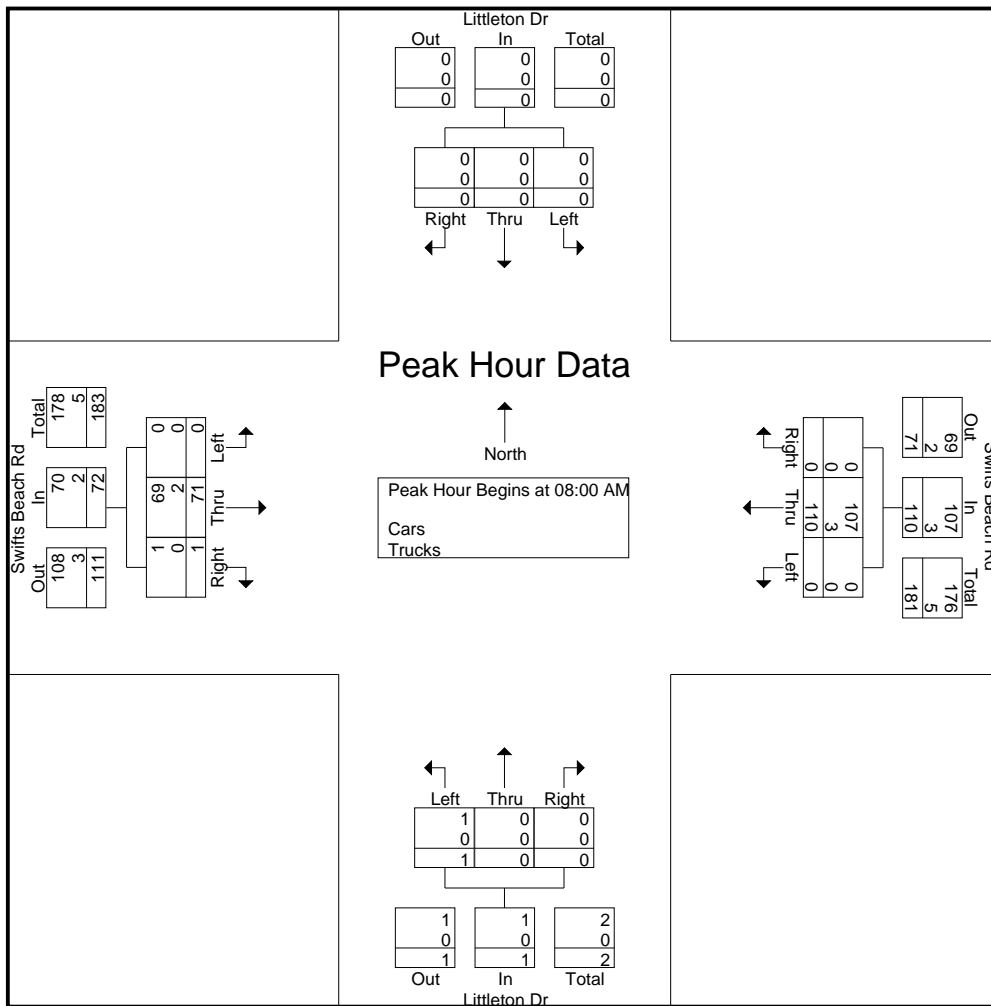 Littleton Dr
Out In Total
0 0 0
0 0 0
0 0 0
0 0 0
0 0 0
0 0 0
Right Thru Left
Peak Hour Data
North
Peak Hour Begins at 08:00 AM
Cars
Trucks
Swifts Beach Rd
Total In Out
178 70 108
5 2 3
183 72 111
0 69 1
0 2 0
0 71 1
Left Thru Right
Swifts Beach Rd
Out In Total
69 107 176
2 3 5
71 110 181
0 107 0
0 3 0
0 110 0
Right Thru Left
Left Thru Right
1 0 0
0 0 0
1 0 0
1 1 2
0 0 0
1 1 2
Out In Total
Littleton Dr